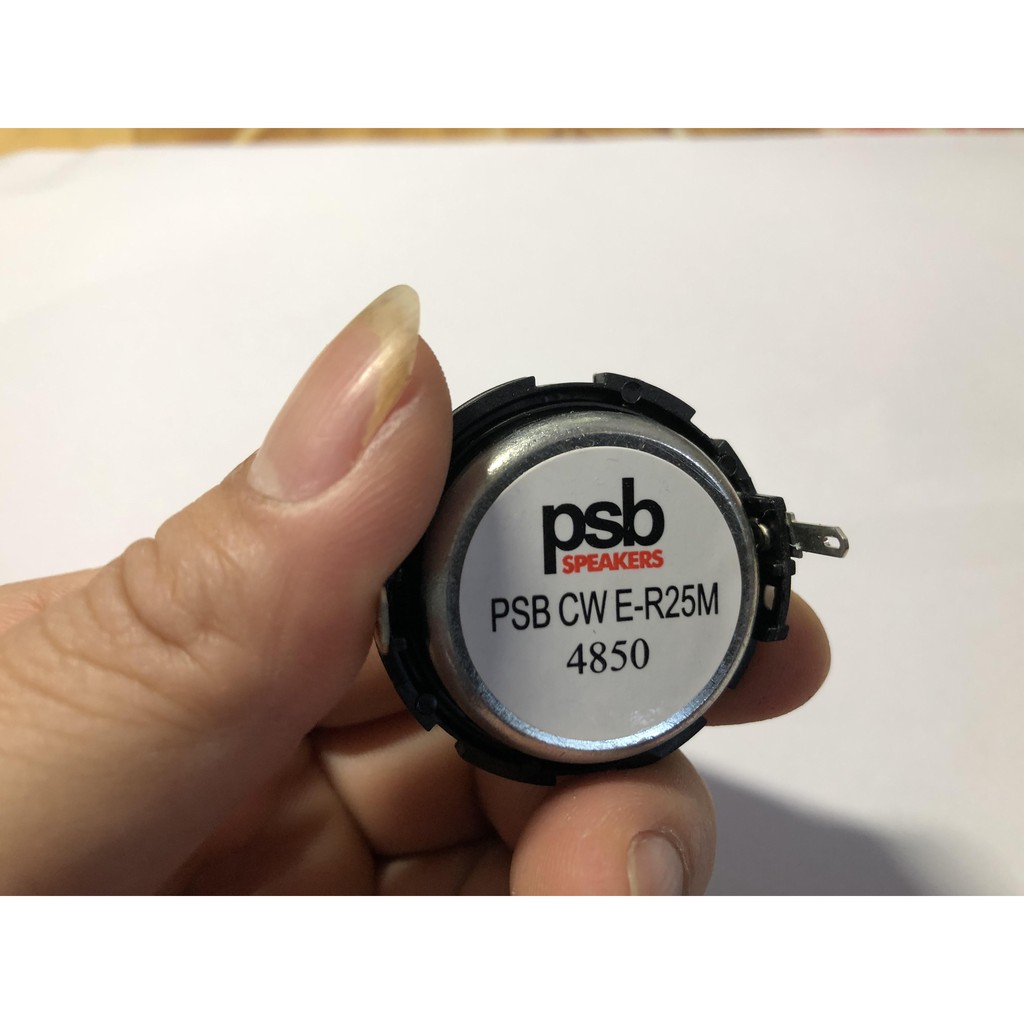 psb
SPEAKERS
PSB CW E-R25M
4850